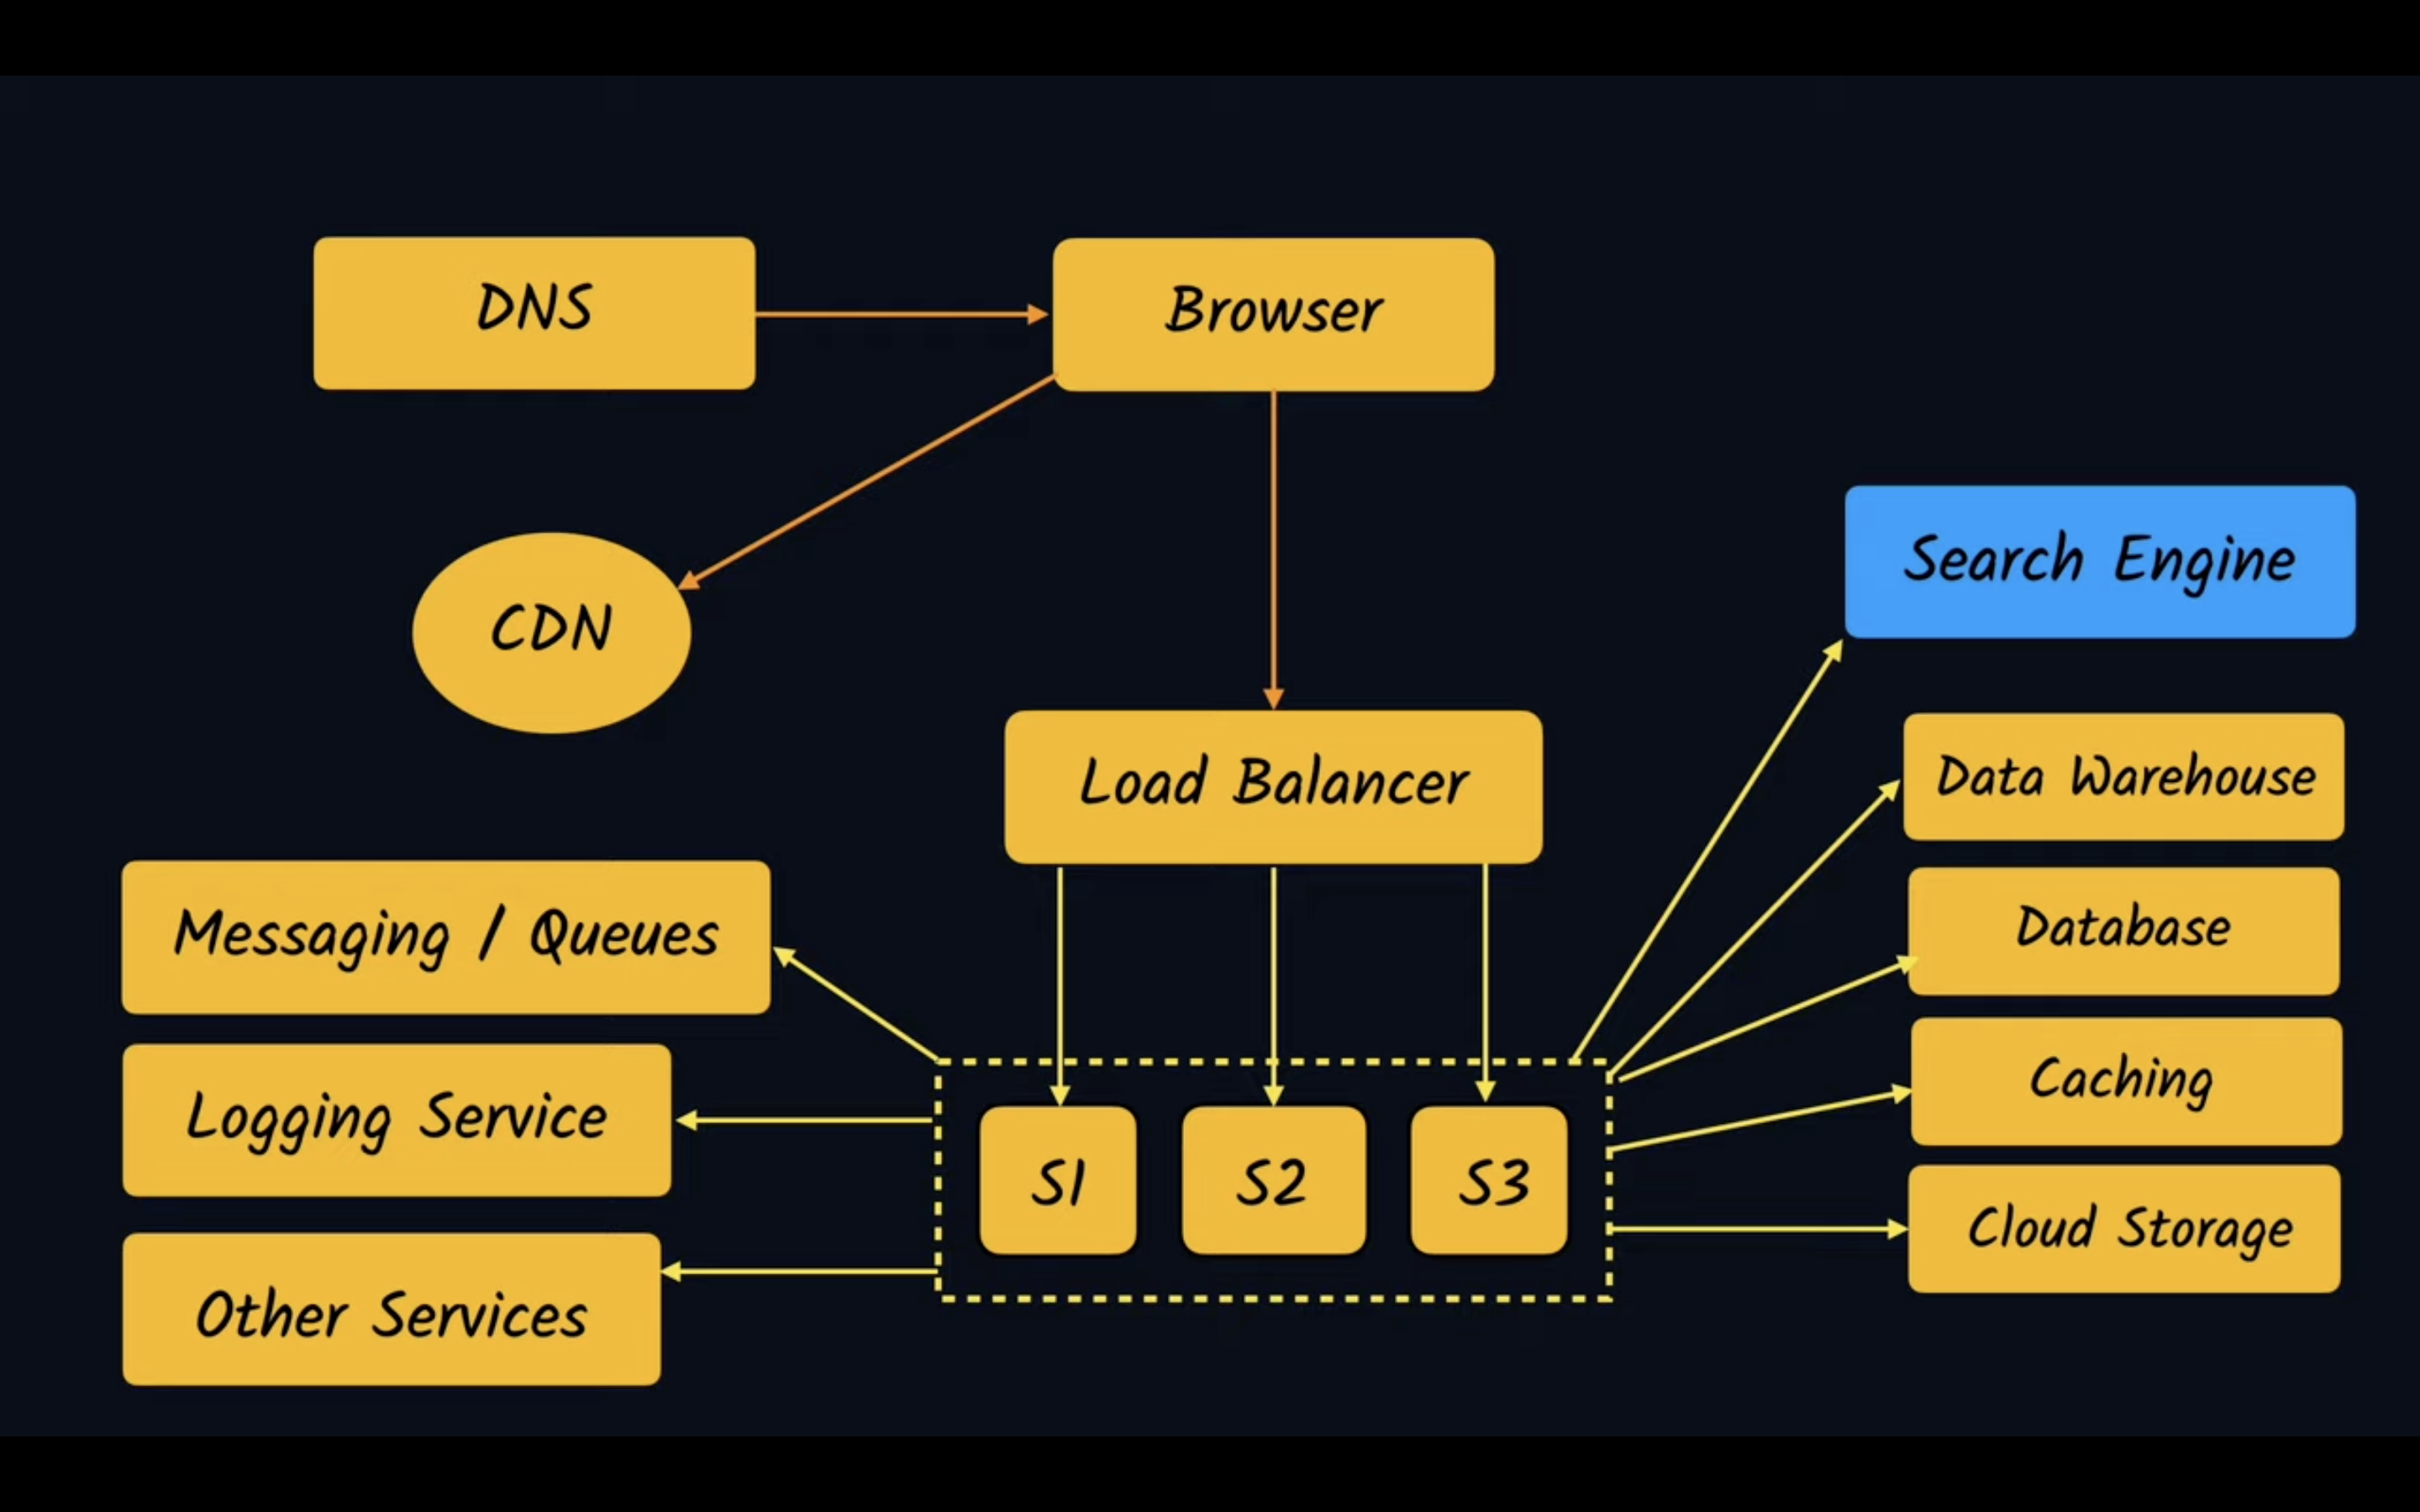 DNS
Browser
CDN
Search Engine
Load Balancer
Data Warehouse
Messaging / Queues
Database
Logging Service
Caching
S1
S2
S3
Cloud Storage
Other Services